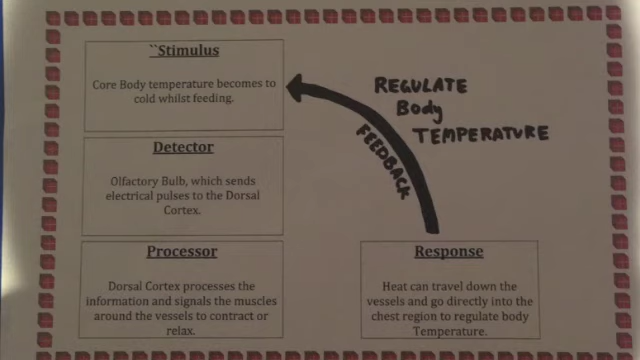 ``Stimulus
Core Body temperature becomes to
cold whilst feeding.
Detector
Olfactory Bulb, which sends
electrical pulses to the Dorsal
Cortex.
Processor
Dorsal Cortex processes the
information and signals the muscles
around the vessels to contract or
relax.
REGULATE
Body
TEMPERATURE
FEEDBACK
Response
Heat can travel down the
vessels and go directly into the
chest region to regulate body
Temperature.